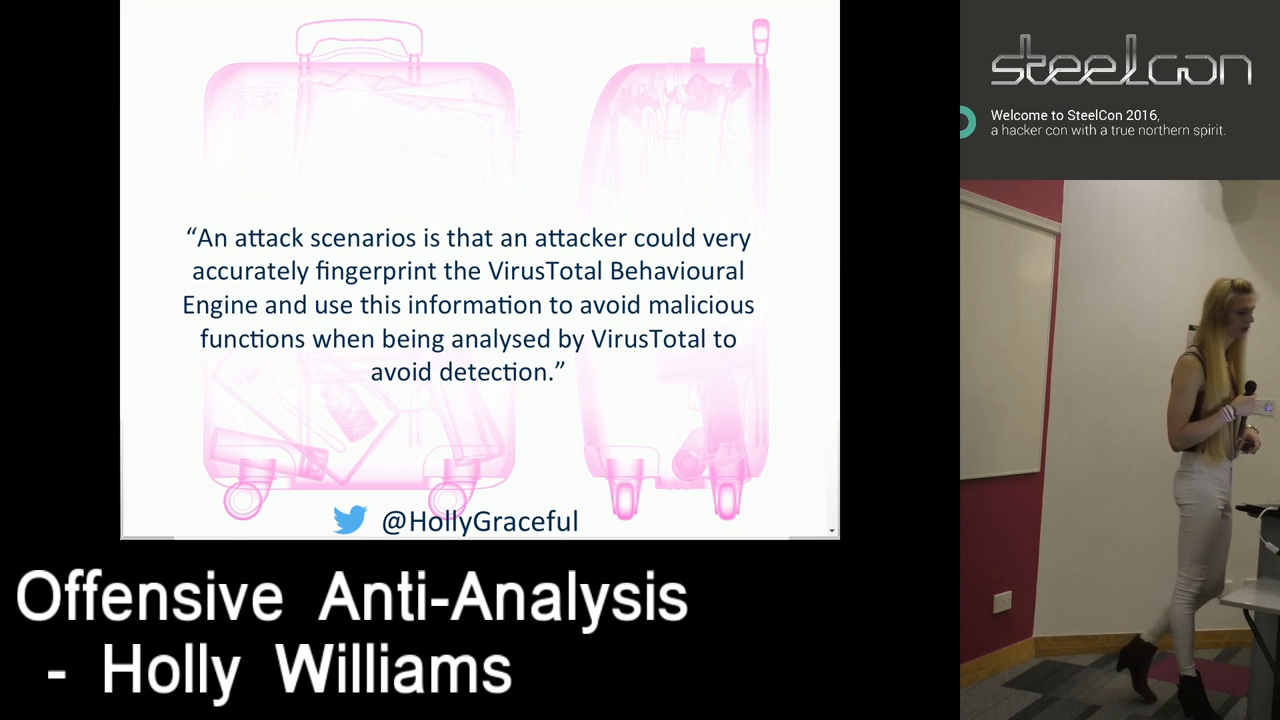 “An attack scenarios is that an attacker could very
accurately fingerprint the VirusTotal Behavioural
Engine and use this information to avoid malicious
functions when being analysed by VirusTotal to
avoid detection.”
@HollyGraceful
steelcon
Welcome to SteelCon 2016,
a hacker con with a true northern spirit.
Offensive Anti-Analysis
- Holly Williams